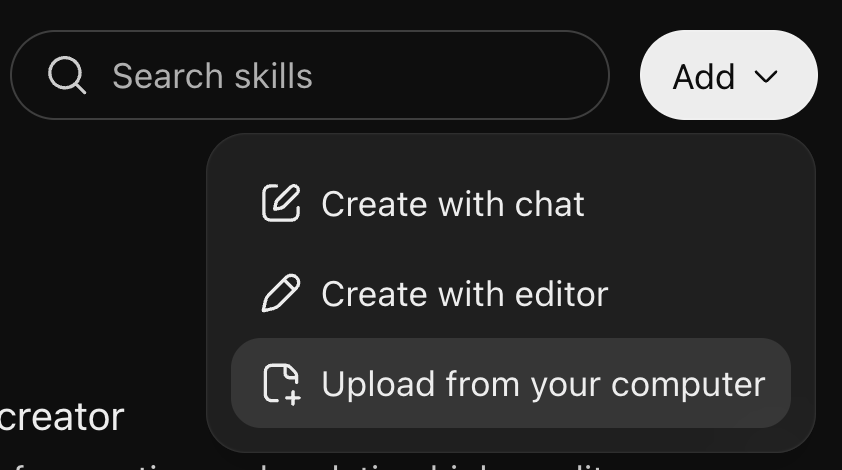 Search skills
Add
Create with chat
Create with editor
Upload from your computer
creator